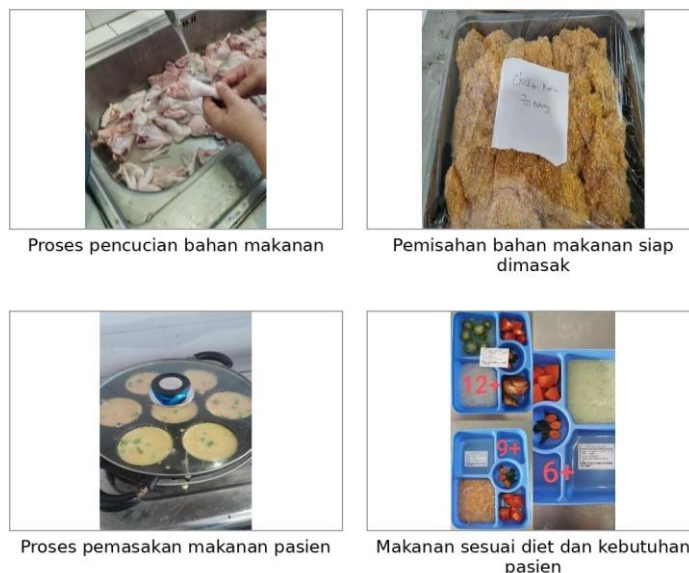 Proses pencucian bahan makanan
Pemisahan bahan makanan siap
dimasak
Proses pemasakan makanan pasien
12+
9+
6+
Makanan sesuai diet dan kebutuhan
pasien